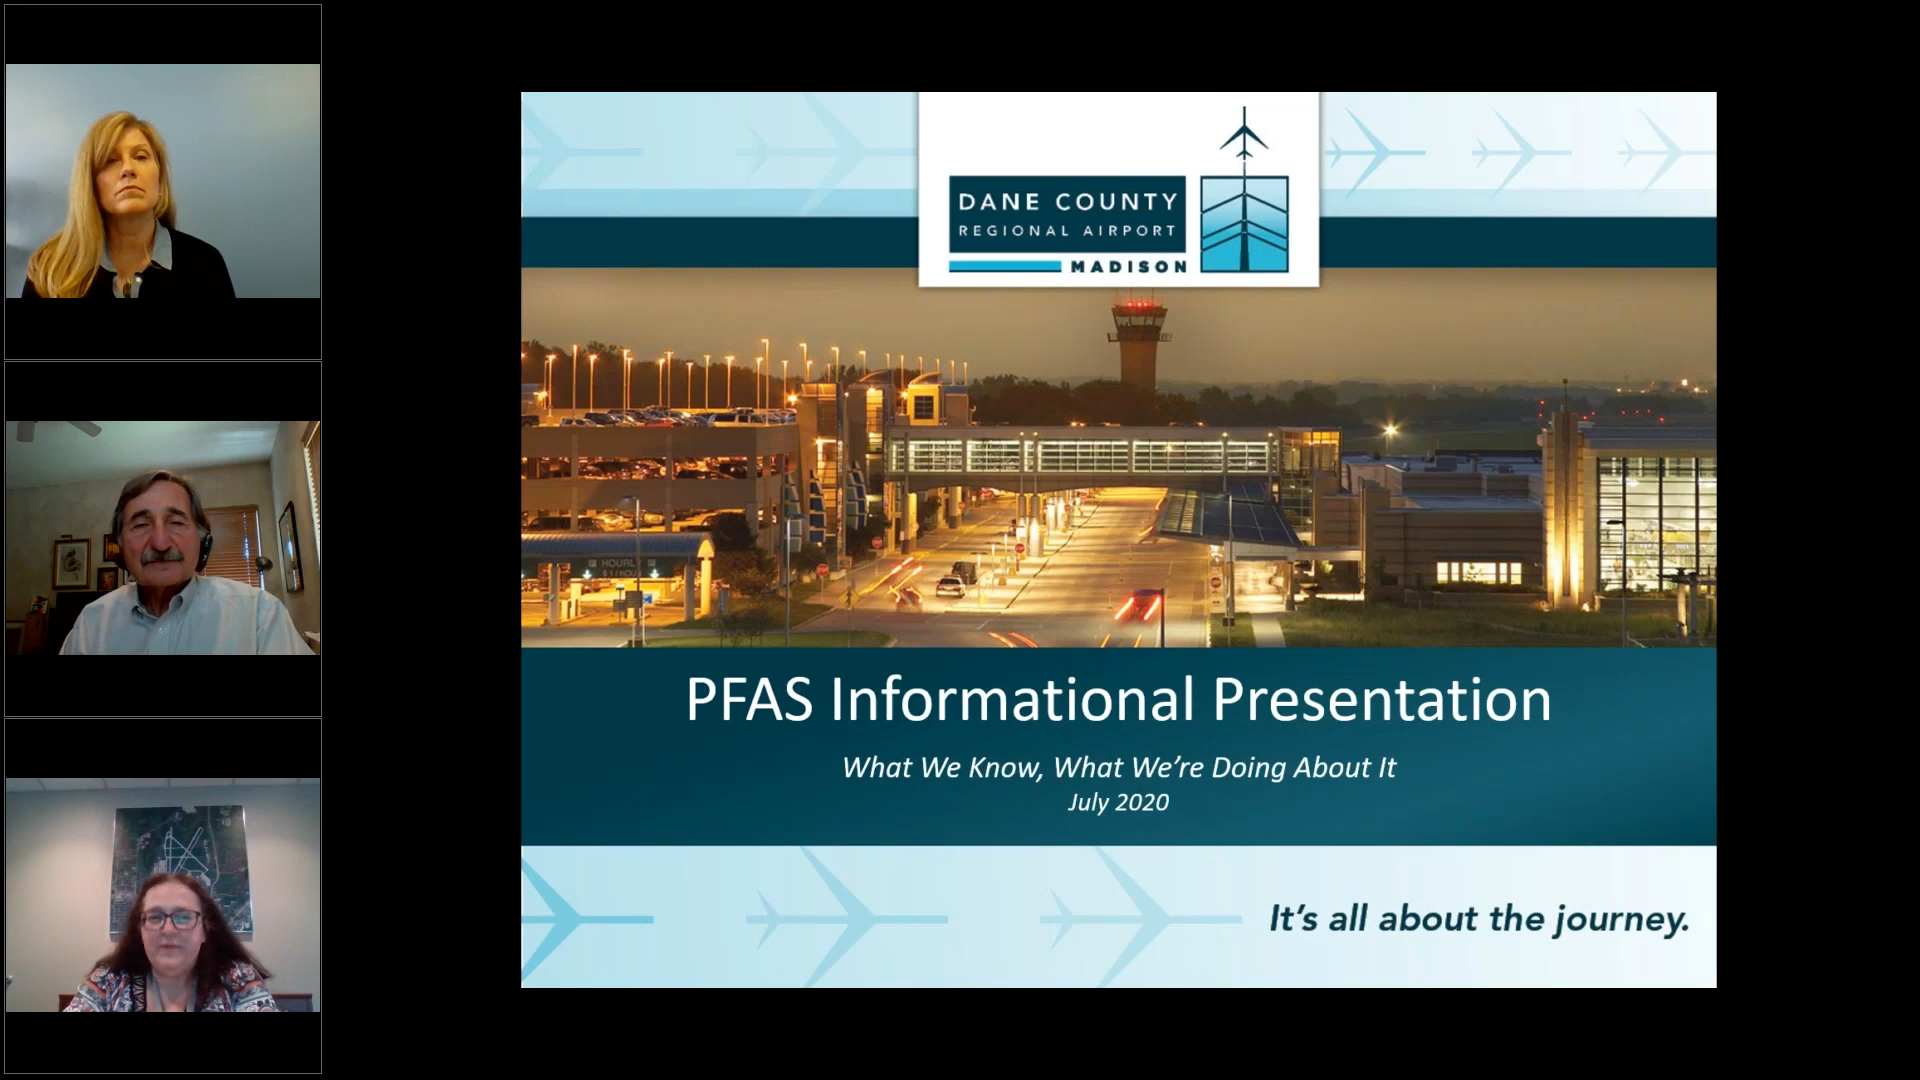 DANE COUNTY
REGIONAL AIRPORT
MADISON
HOURLY
PFAS Informational Presentation
What We Know, What We're Doing About It
July 2020
It's all about the journey.